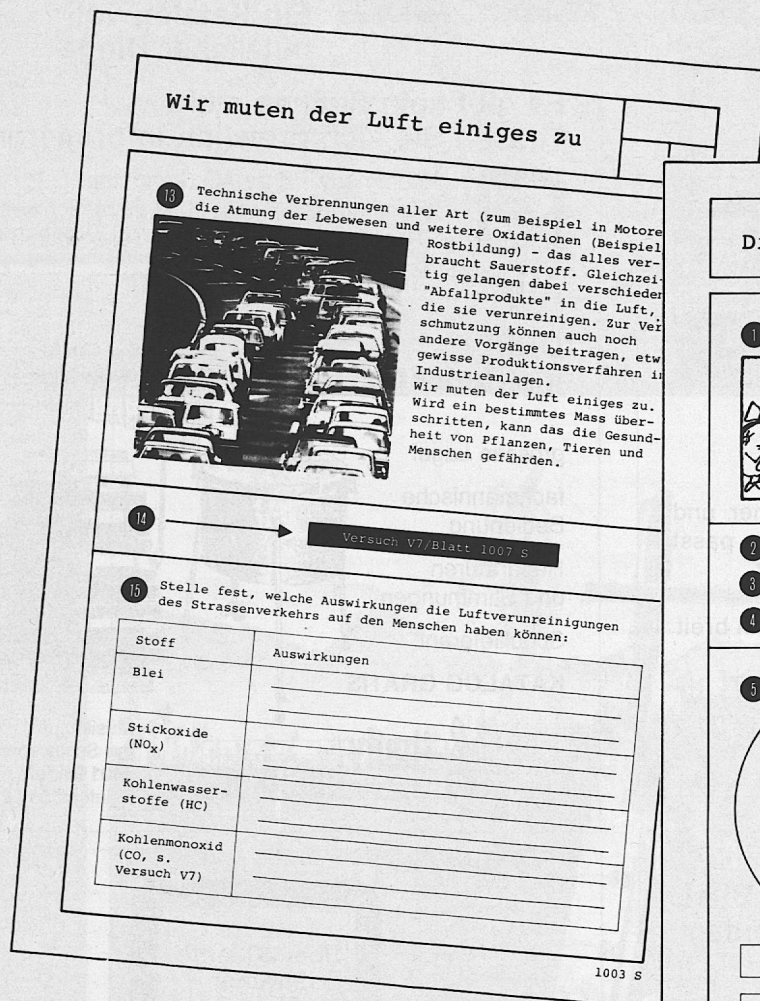 Wir muten der Luft einiges zu
13 Technische Verbrennungen aller Art (zum Beispiel in Motore
die Atmung der Lebewesen und weitere Oxidationen (Beispiel
Rostbildung) - das alles ver-
braucht Sauerstoff. Gleichzei-
tig gelangen dabei verschieden
"Abfallprodukte" in die Luft,
die sie verunreinigen. Zur Ver
schmutzung können auch noch
andere Vorgänge beitragen, etw
gewisse Produktionsverfahren in
Industrieanlagen.
Wir muten der Luft einiges zu.
Wird ein bestimmtes Mass über-
schritten, kann das die Gesund-
heit von Pflanzen, Tieren und
Menschen gefährden.
14
Versuch V7/Blatt 1007 S
15 Stelle fest, welche Auswirkungen die Luftverunreinigungen
des Strassenverkehrs auf den Menschen haben können:
Stoff
Auswirkungen
Blei
Stickoxide
(NOx)
Kohlenwasser-
stoffe (HC)
Kohlenmonoxid
(CO, s.
Versuch V7)
1003 S
1
2
3
4
5